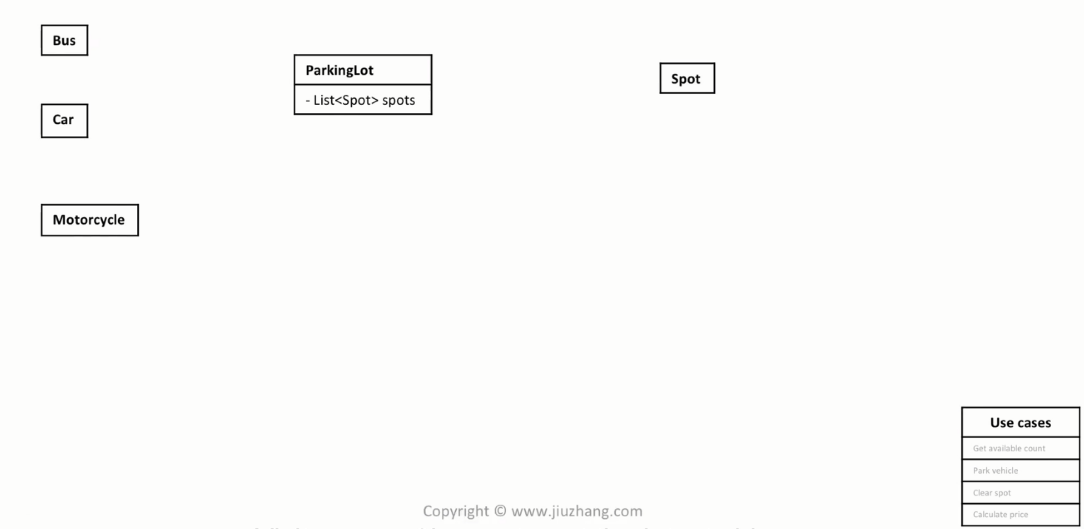 Bus
ParkingLot
- List<Spot> spots
Spot
Car
Motorcycle
Use cases
Get available count
Park vehicle
Clear spot
Calculate price
Copyright © www.jiuzhang.com